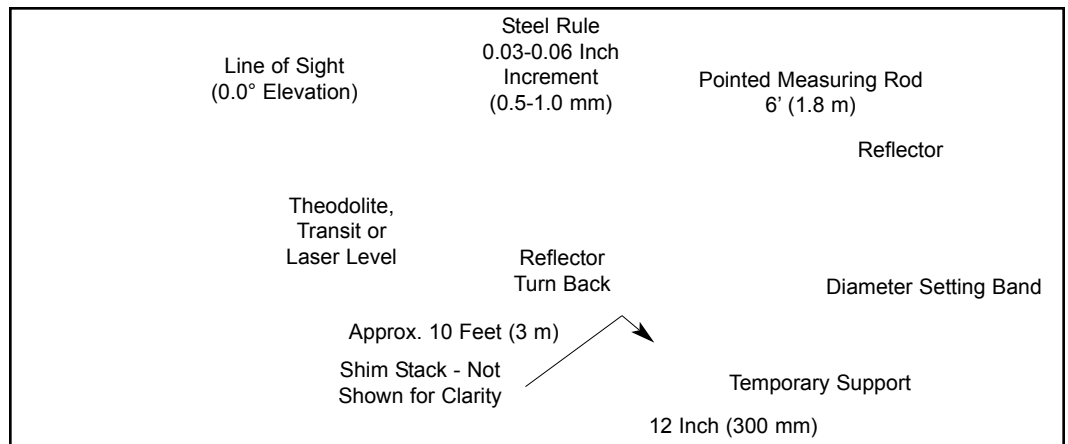 Steel Rule
0.03-0.06 Inch
Increment
(0.5-1.0 mm)
Line of Sight
(0.0° Elevation)
Pointed Measuring Rod
6’ (1.8 m)
Reflector
Theodolite,
Transit or
Laser Level
Reflector
Turn Back
Diameter Setting Band
Approx. 10 Feet (3 m)
Shim Stack - Not
Shown for Clarity
Temporary Support
12 Inch (300 mm)